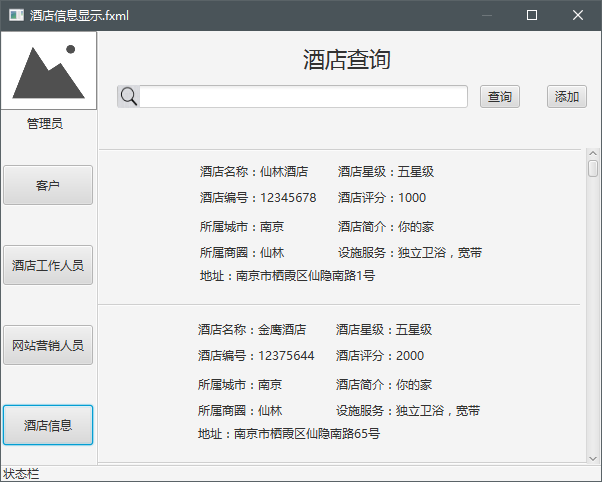 酒店信息显示.fxml
酒店查询
查询
添加
管理员
客户
酒店工作人员
网站营销人员
酒店信息
酒店名称：仙林酒店 酒店星级：五星级
酒店编号：12345678 酒店评分：1000
所属城市：南京 酒店简介：你的家
所属商圈：仙林 设施服务：独立卫浴，宽带
地址：南京市栖霞区仙隐南路1号
酒店名称：金鹰酒店 酒店星级：五星级
酒店编号：12375644 酒店评分：2000
所属城市：南京 酒店简介：你的家
所属商圈：仙林 设施服务：独立卫浴，宽带
地址：南京市栖霞区仙隐南路65号
状态栏